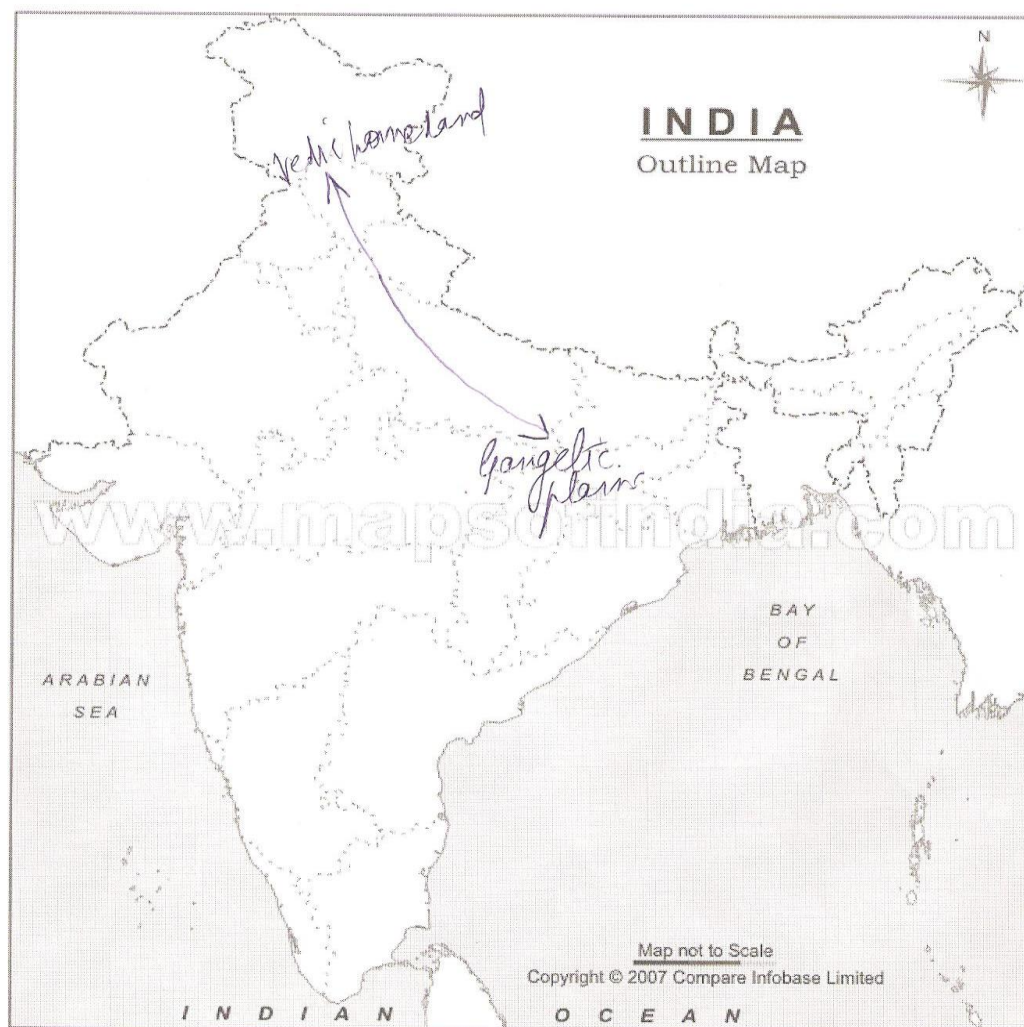 N
INDIA
Outline Map
Vedic homeland
Gangetic
plains
www.mapsofindia.com
BAY
OF
BENGAL
ARABIAN
SEA
Map not to Scale
Copyright © 2007 Compare Infobase Limited
INDIAN OCEAN